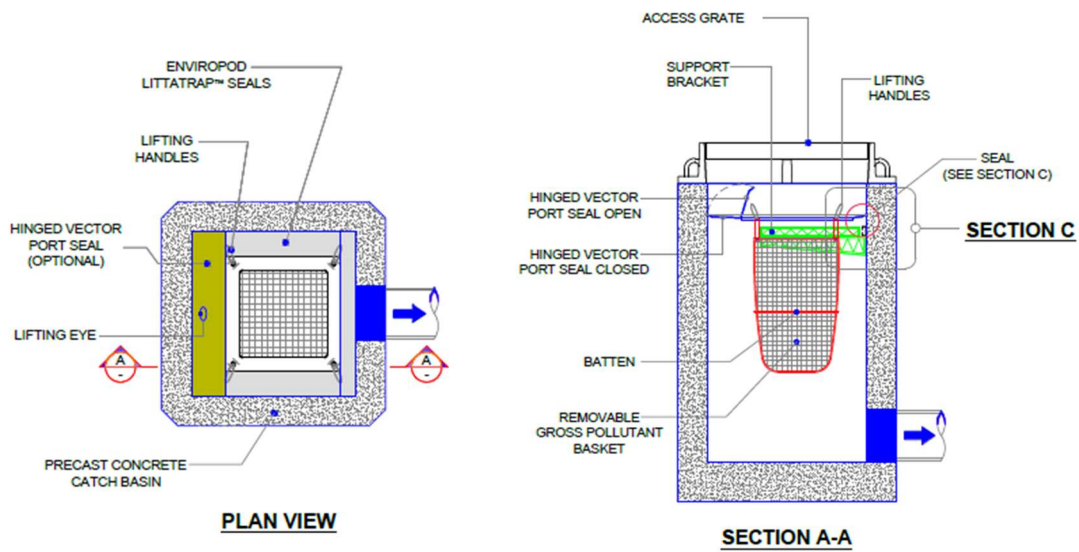 ENVIROPOD
LITTATRAP™ SEALS
LIFTING
HANDLES
HINGED VECTOR
PORT SEAL
(OPTIONAL)
LIFTING EYE
A
-
A
-
PRECAST CONCRETE
CATCH BASIN
PLAN VIEW
ACCESS GRATE
SUPPORT
BRACKET
LIFTING
HANDLES
SEAL
(SEE SECTION C)
HINGED VECTOR
PORT SEAL OPEN
SECTION C
HINGED VECTOR
PORT SEAL CLOSED
BATTEN
REMOVABLE
GROSS POLLUTANT
BASKET
SECTION A-A